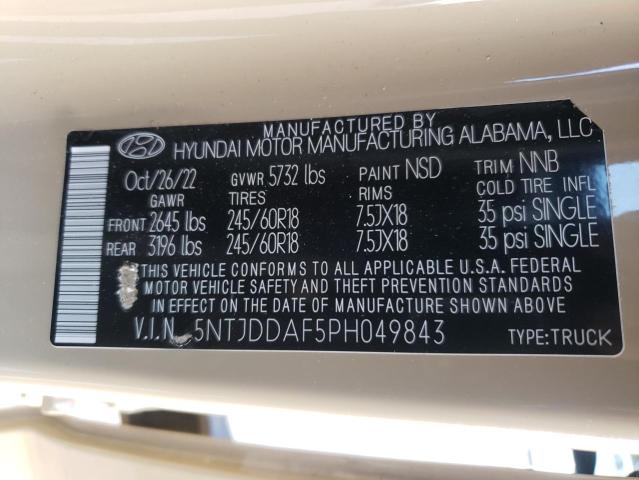 MANUFACTURED BY
HYUNDAI MOTOR MANUFACTURING ALABAMA, LLC
Oct/26/22 GVWR 5732 lbs PAINT NSD TRIM NNB
GAWR TIRES RIMS COLD TIRE INFL
FRONT 2645 lbs 245/60R18 7.5JX18 35 psi SINGLE
REAR 3196 lbs 245/60R18 7.5JX18 35 psi SINGLE
THIS VEHICLE CONFORMS TO ALL APPLICABLE U.S.A. FEDERAL
MOTOR VEHICLE SAFETY AND THEFT PREVENTION STANDARDS
IN EFFECT ON THE DATE OF MANUFACTURE SHOWN ABOVE.
V.I.N. 5NTJDDAF5PH049843 TYPE:TRUCK